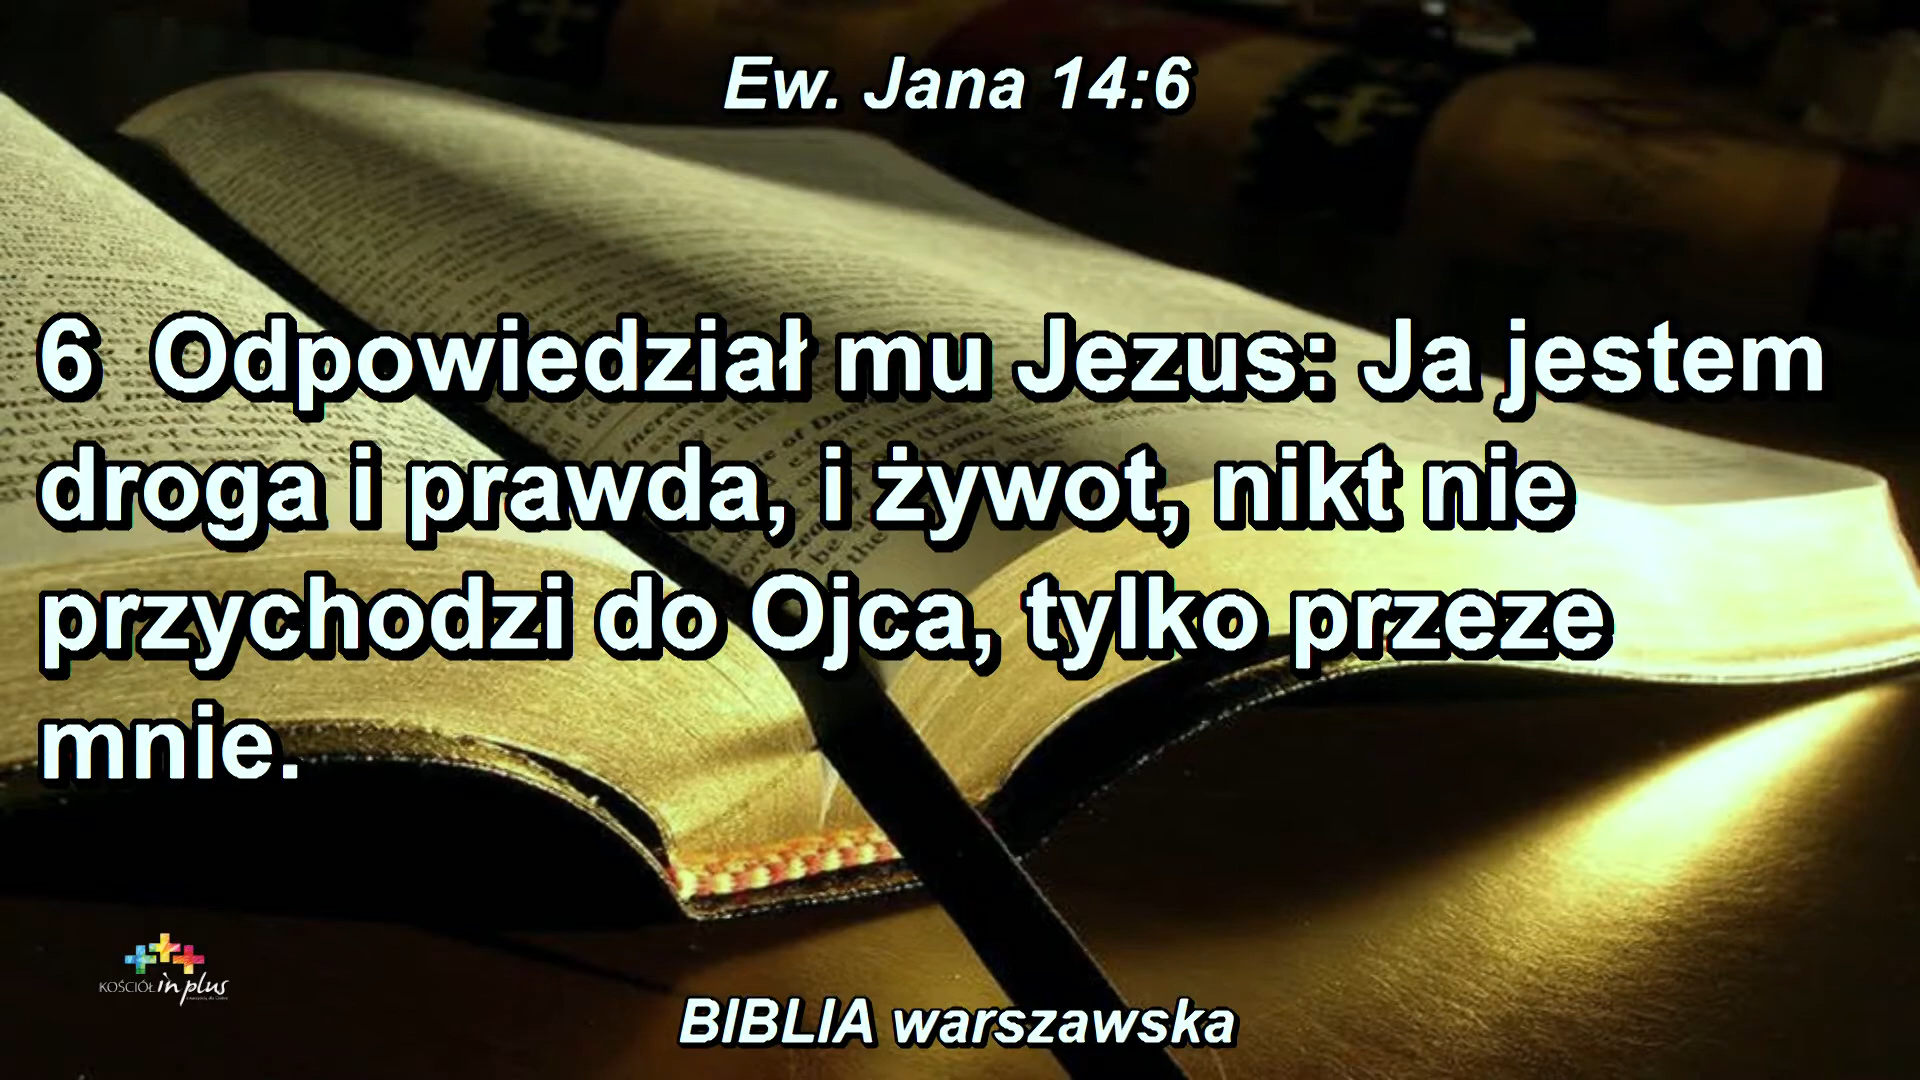 Ew. Jana 14:6
6 Odpowiedział mu Jezus: Ja jestem
droga i prawda, i żywot, nikt nie
przychodzi do Ojca, tylko przeze
mnie.
KOŚCIÓŁ in plus
BIBLIA warszawska